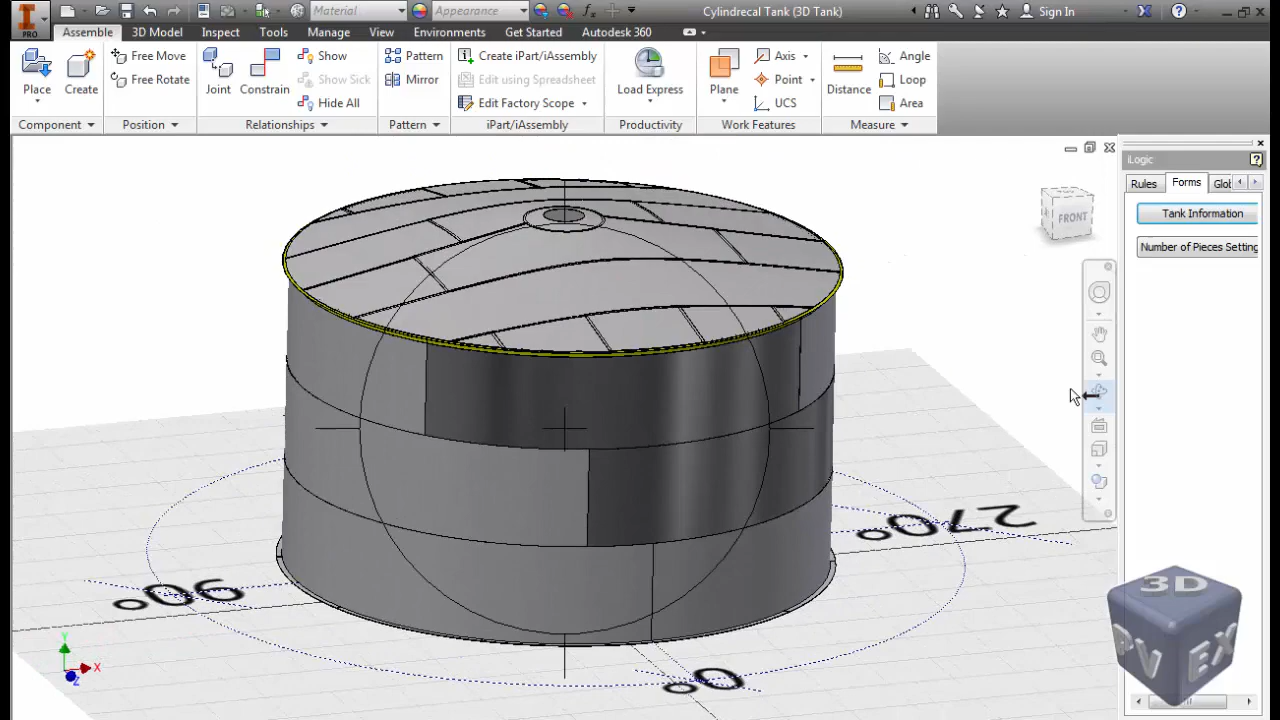 Material
Appearance
fx
Cylindrecal Tank (3D Tank)
Sign In
PRO
Assemble
3D Model
Inspect
Tools
Manage
View
Environments
Get Started
Autodesk 360
Place
Create
Free Move
Free Rotate
Joint
Constrain
Show
Show Sick
Hide All
Pattern
Mirror
Create iPart/iAssembly
Edit using Spreadsheet
Edit Factory Scope
Load Express
Plane
Axis
Point
UCS
Distance
Angle
Loop
Area
Component
Position
Relationships
Pattern
iPart/iAssembly
Productivity
Work Features
Measure
iLogic
Rules
Forms
Glob
Tank Information
Number of Pieces Setting
FRONT
270°
90°
0°
Y
X
Z
3D
PV
EX